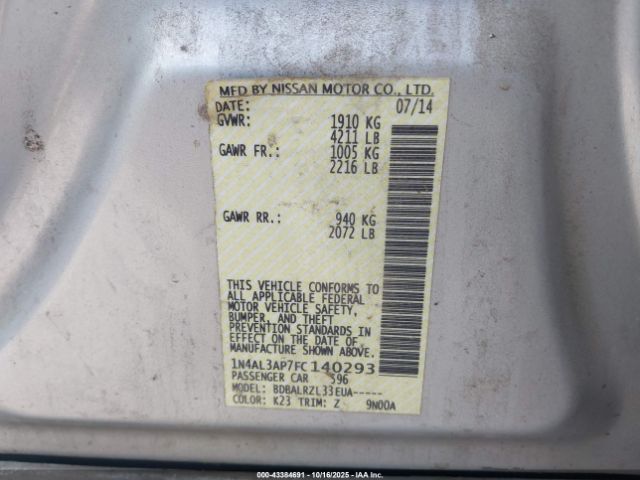 MFD BY NISSAN MOTOR CO., LTD.
DATE: 07/14
GVWR: 1910 KG
4211 LB
GAWR FR.: 1005 KG
2216 LB
GAWR RR.: 940 KG
2072 LB
THIS VEHICLE CONFORMS TO
ALL APPLICABLE FEDERAL
MOTOR VEHICLE SAFETY,
BUMPER, AND THEFT
PREVENTION STANDARDS IN
EFFECT ON THE DATE OF
MANUFACTURE SHOWN ABOVE.
1N4AL3AP7FC140293
PASSENGER CAR 596
MODEL: BDBALRZL33EUA-----
COLOR: K23 TRIM: Z 9N00A
000-43384691 - 10/16/2025 - IAA Inc.